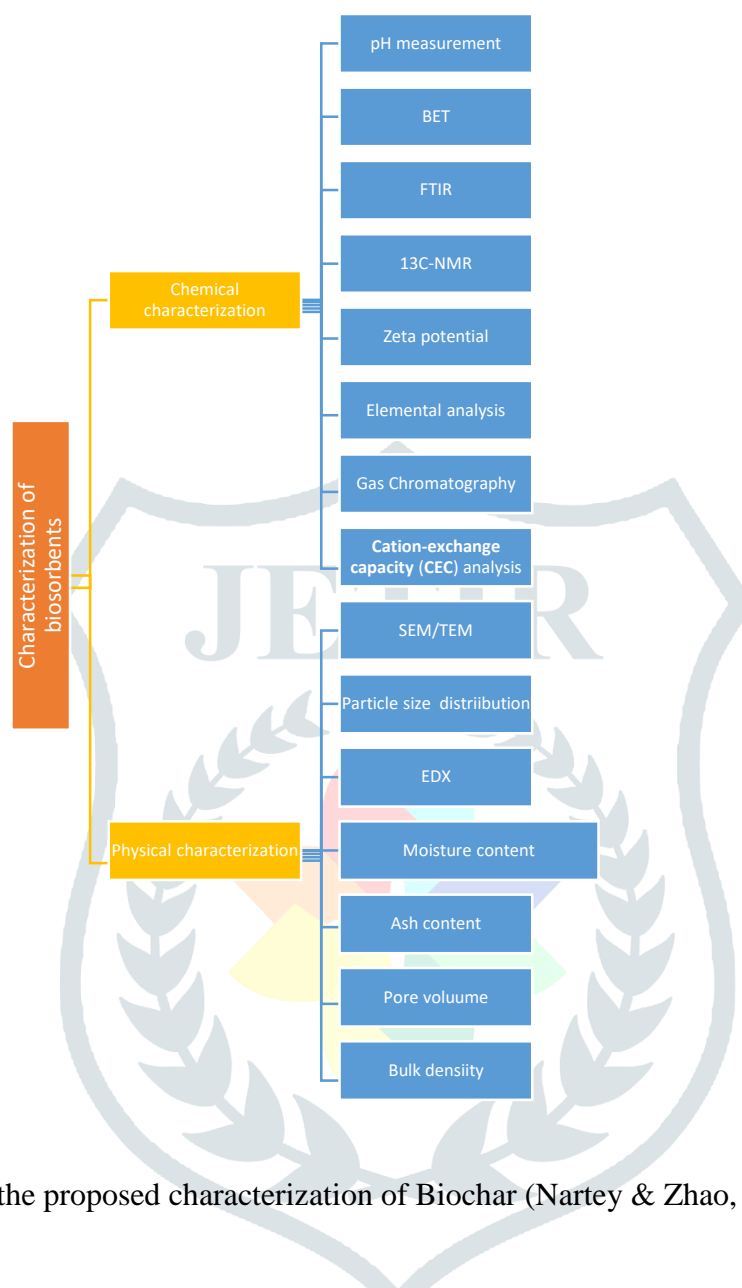 Characterization of
biosorbents
Chemical
characterization
pH measurement
BET
FTIR
13C-NMR
Zeta potential
Elemental analysis
Gas Chromatography
Cation-exchange
capacity (CEC) analysis
Physical characterization
SEM/TEM
Particle size distriibution
EDX
Moisture content
Ash content
Pore voluume
Bulk densiity
JETIR
the proposed characterization of Biochar (Nartey & Zhao,